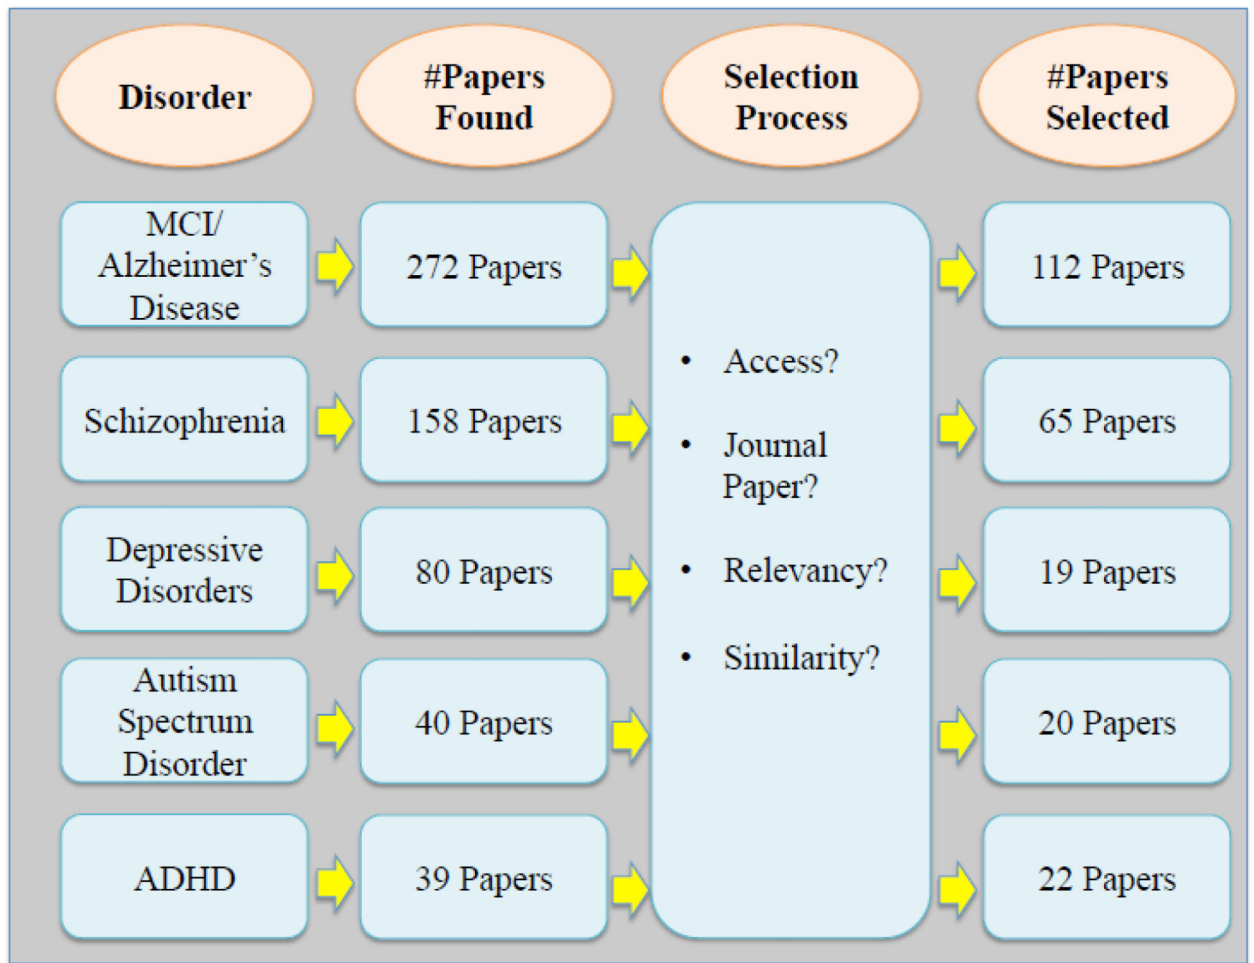 Disorder
#Papers
Found
Selection
Process
#Papers
Selected
MCI/
Alzheimer’s
Disease
272 Papers
112 Papers
Schizophrenia
158 Papers
65 Papers
Depressive
Disorders
80 Papers
19 Papers
Autism
Spectrum
Disorder
40 Papers
20 Papers
ADHD
39 Papers
22 Papers
• Access?
• Journal
Paper?
• Relevancy?
• Similarity?